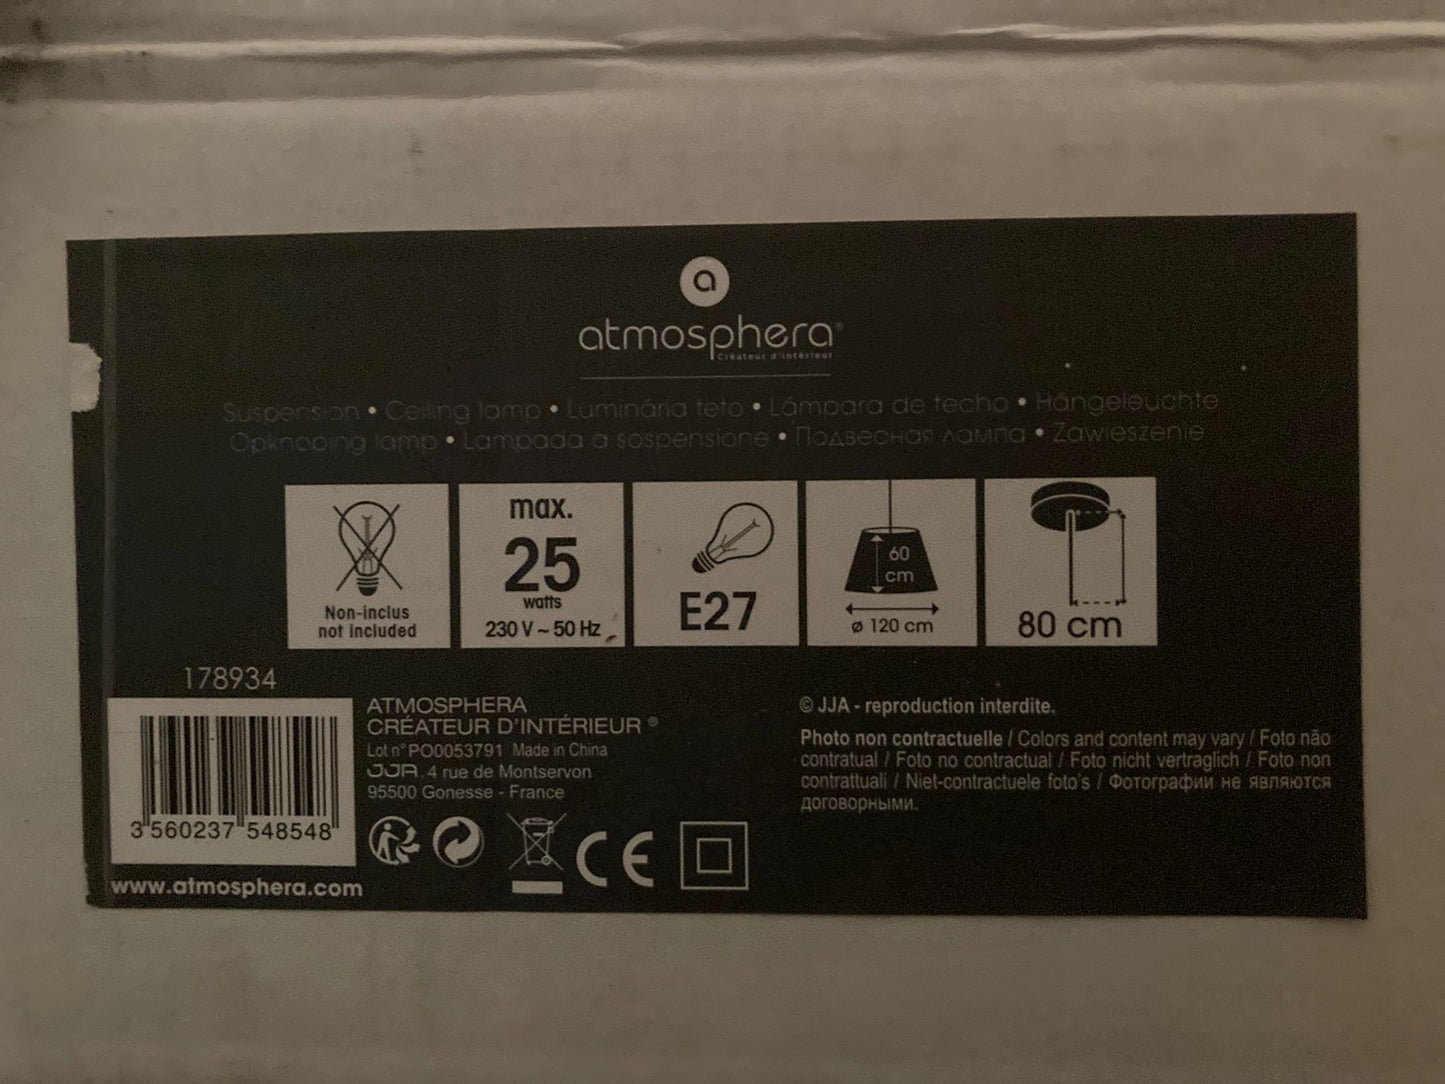 a
atmosphera®
Créateur d'intérieur
Suspension • Ceiling lamp • Luminária teto • Lámpara de techo • Hängeleuchte
Opknoping lamp • Lampada a sospensione • Подвесная лампа • Zawieszenie
Non-inclus
not included
max.
25
watts
230 V ~ 50 Hz
E27
60
cm
ø 120 cm
80 cm
178934
3 560237 548548
www.atmosphera.com
ATMOSPHERA
CRÉATEUR D'INTÉRIEUR ®
Lot n° PO0053791 Made in China
JJA. 4 rue de Montservon
95500 Gonesse - France
CE
© JJA - reproduction interdite.
Photo non contractuelle / Colors and content may vary / Foto não
contratual / Foto no contractual / Foto nicht vertraglich / Foto non
contrattuali / Niet-contractuele foto's / Фотографии не являются
договорными.